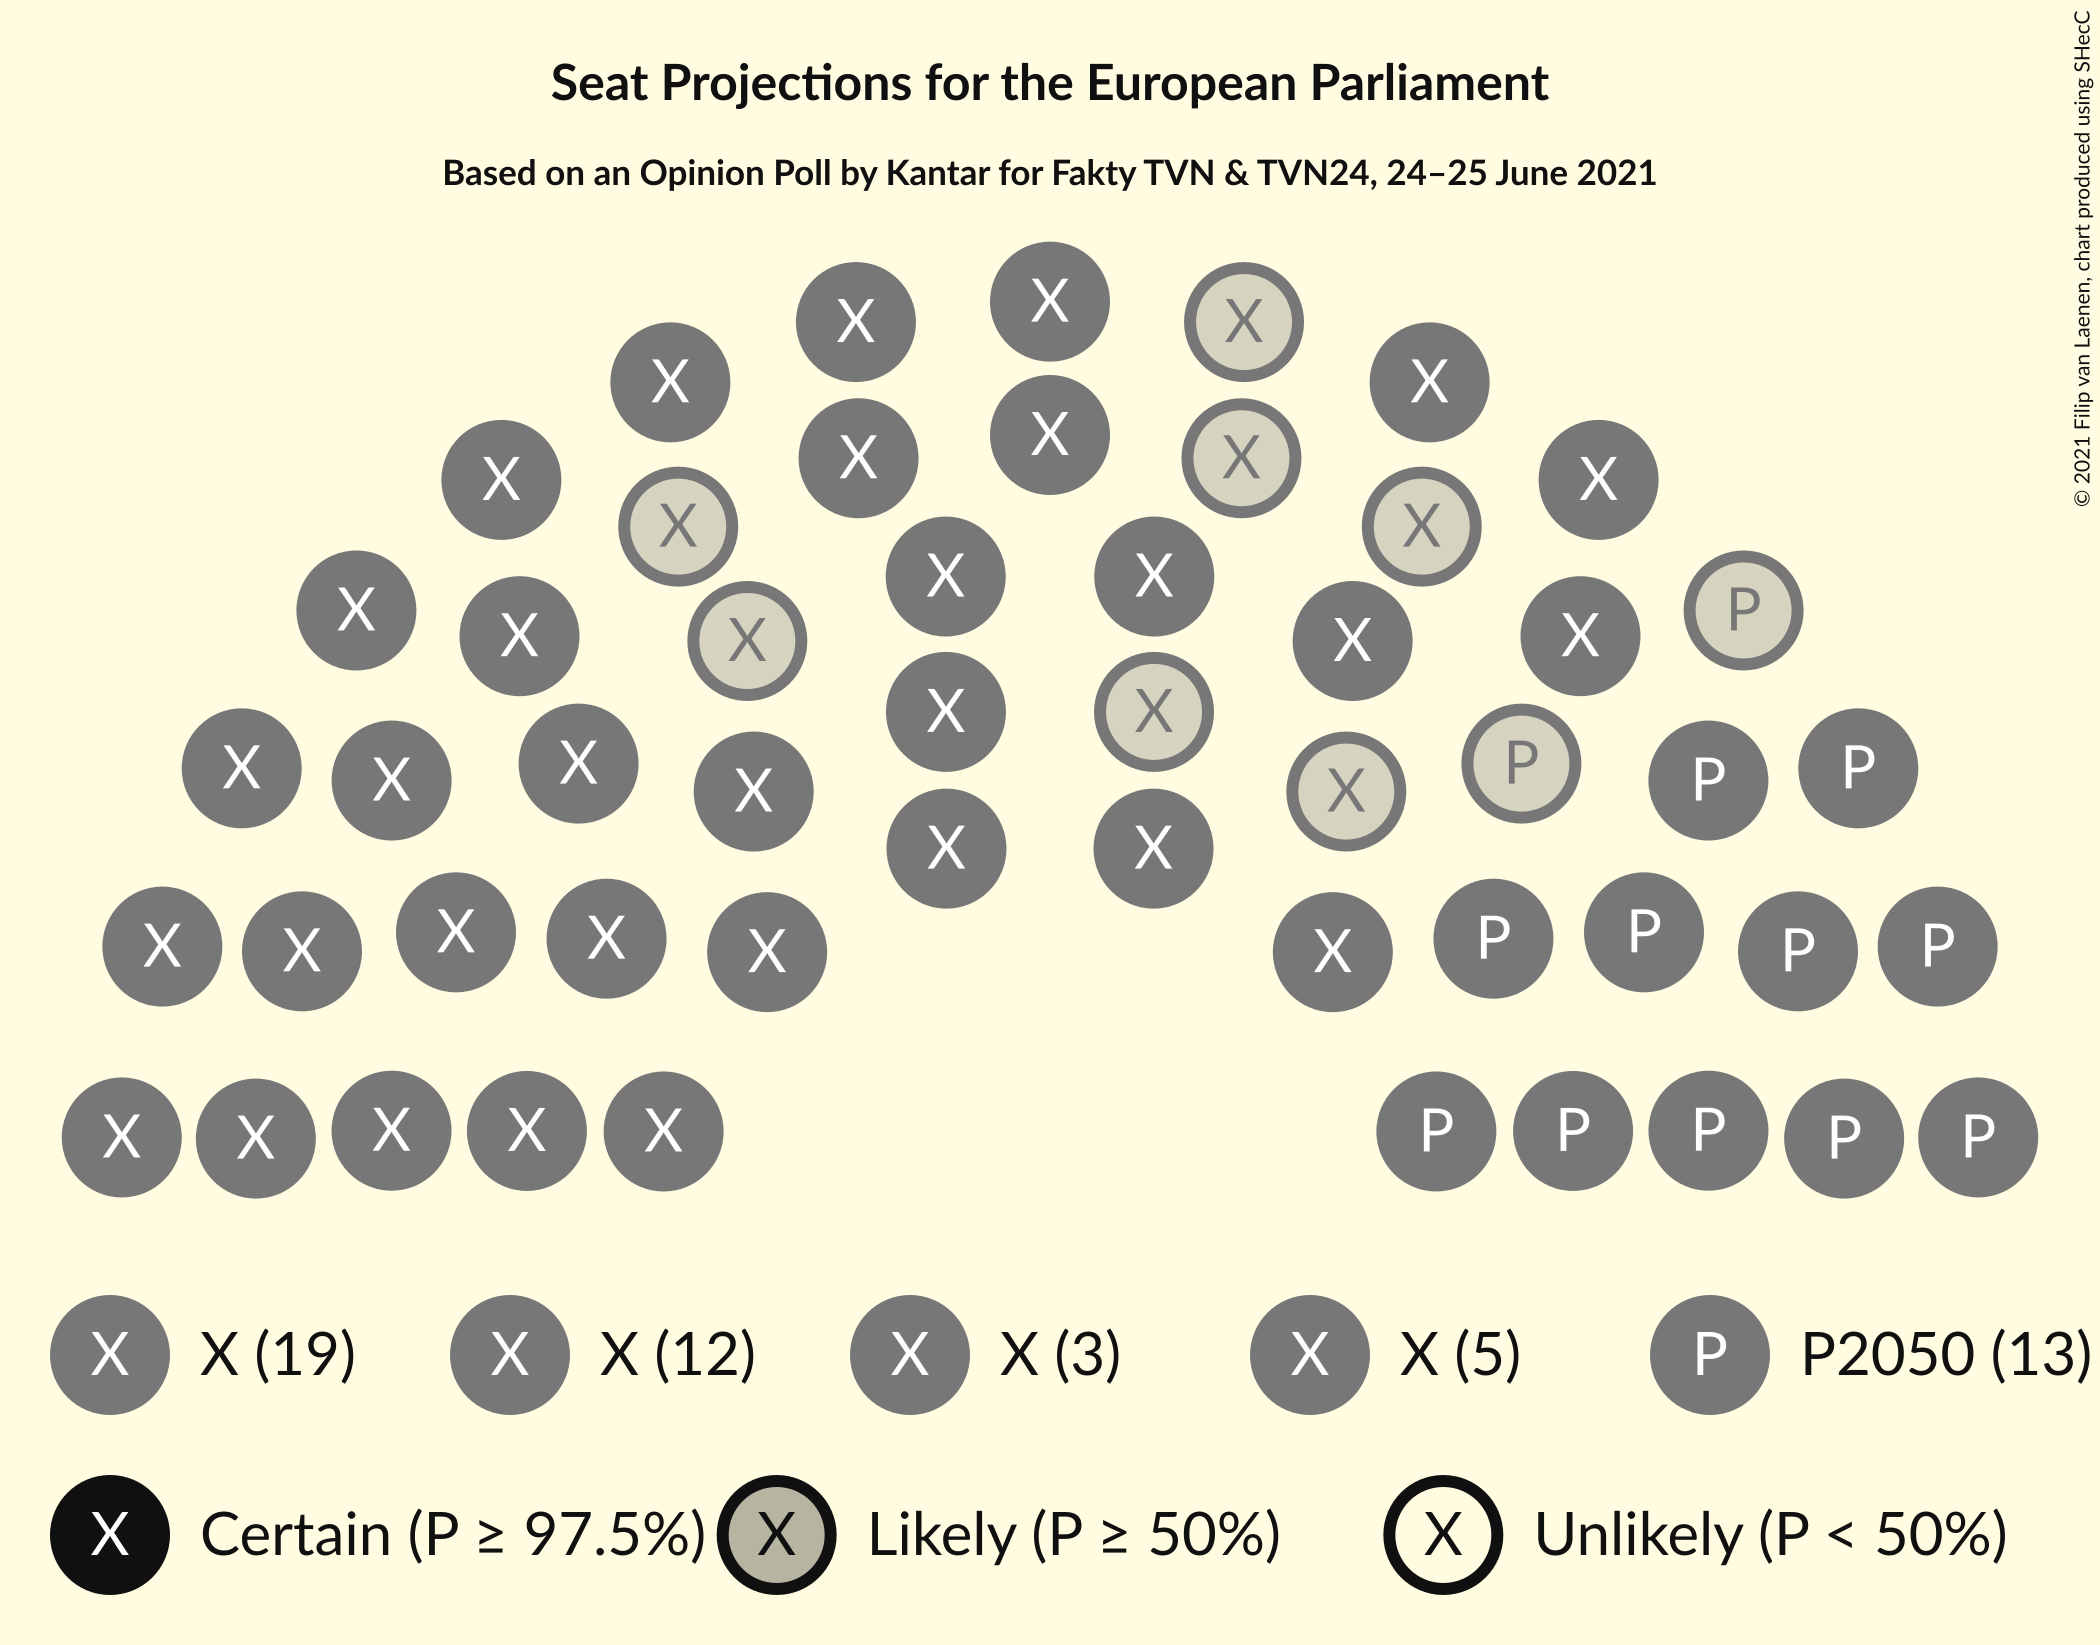 Seat Projections for the European Parliament
Based on an Opinion Poll by Kantar for Fakty TVN & TVN24, 24–25 June 2021
© 2021 Filip van Laenen, chart produced using SHecC
X X X
X X
X X X
X X
X X X X
X X X
X X X P
X X X X
X P
X X P P
X X X X
X X
X X X X P P
X X X X P P
X X X X X P P P P P
X X (19) X X (12) X X (3) X X (5) P P2050 (13)
X Certain (P ≥ 97.5%) X Likely (P ≥ 50%) X Unlikely (P < 50%)